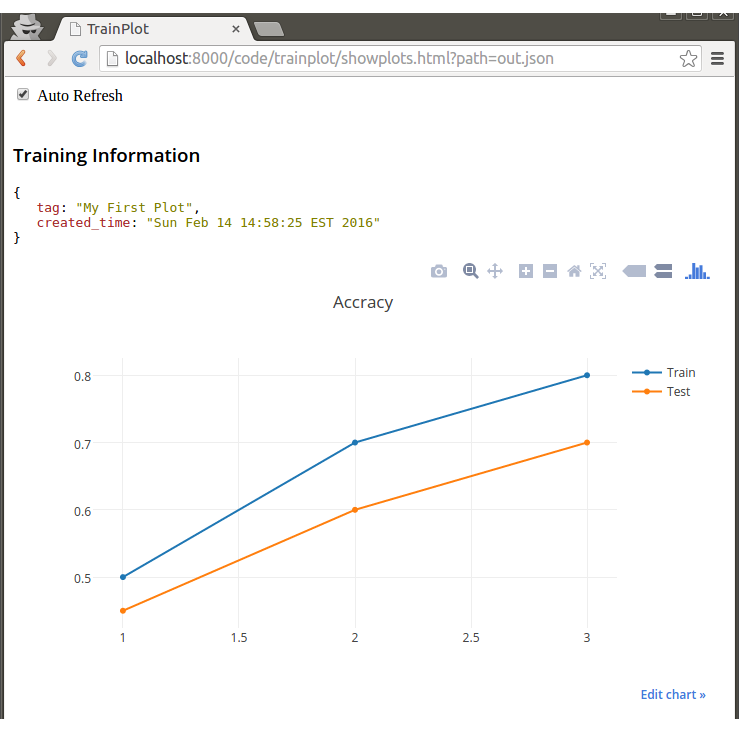 TrainPlot
localhost:8000/code/trainplot/showplots.html?path=out.json
Auto Refresh
Training Information
{
tag: "My First Plot",
created_time: "Sun Feb 14 14:58:25 EST 2016"
}
Accracy
0.8
0.7
0.6
0.5
1 1.5 2 2.5 3
Train
Test
Edit chart »